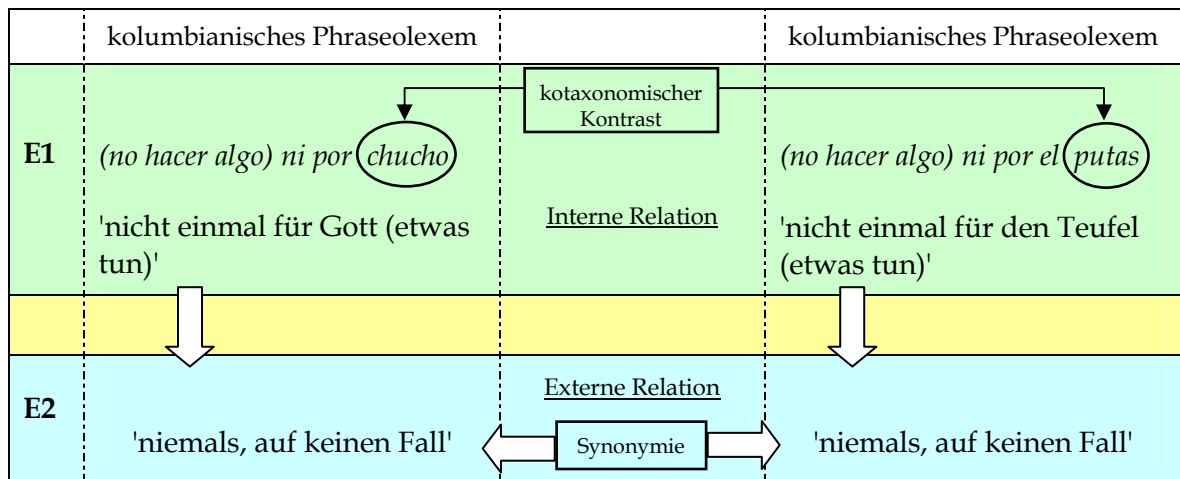 kolumbianisches Phraseolexem
kolumbianisches Phraseolexem
E1
kotaxonomischer
Kontrast
(no hacer algo) ni por chucho
(no hacer algo) ni por el putas
'nicht einmal für Gott (etwas
tun)'
Interne Relation
'nicht einmal für den Teufel
(etwas tun)'
E2
Externe Relation
'niemals, auf keinen Fall'
Synonymie
'niemals, auf keinen Fall'